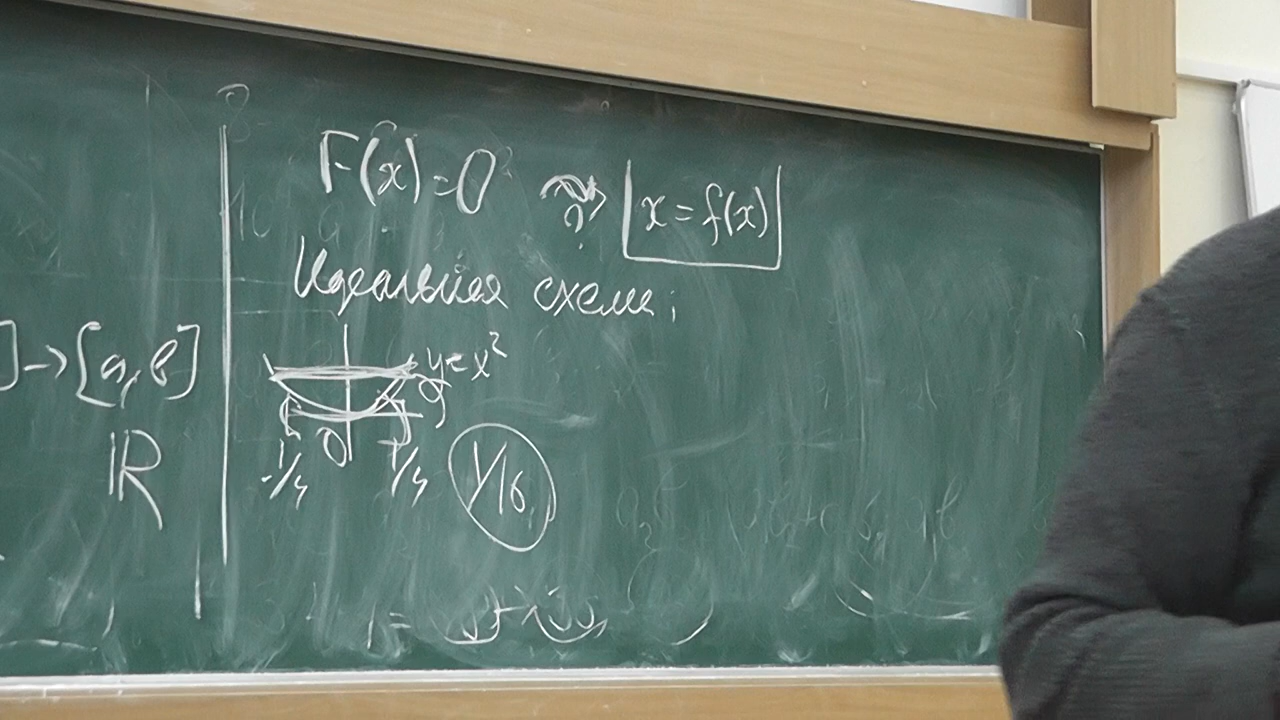 F(x)=0 ⇝ x=f(x)
?
Идеальная схема:
]→[a,b]
y=x²
ℝ
-1/4 0 1/4
1/16